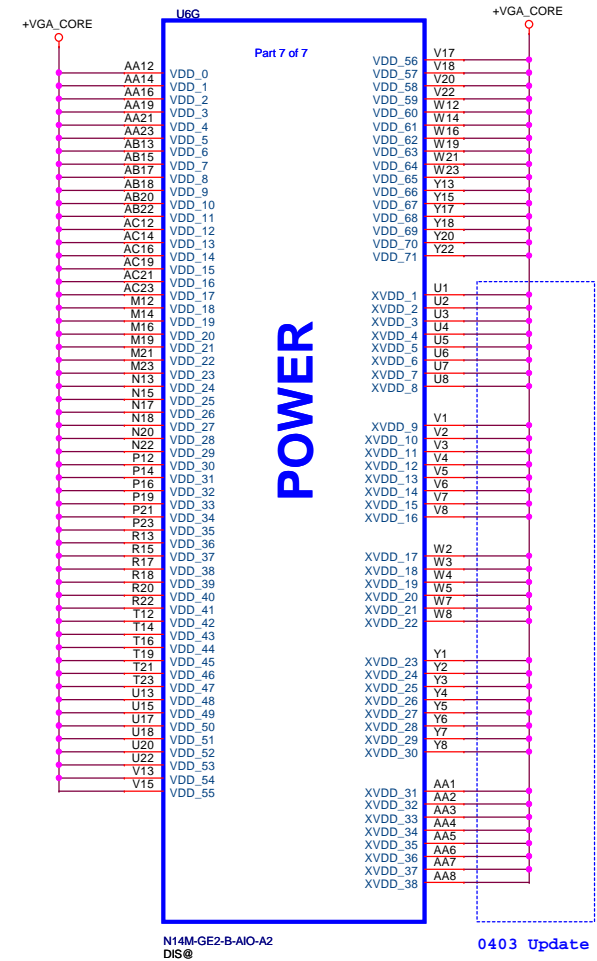 +VGA_CORE
U6G
+VGA_CORE
Part 7 of 7
AA12 VDD_0
AA14 VDD_1
AA16 VDD_2
AA19 VDD_3
AA21 VDD_4
AA23 VDD_5
AB13 VDD_6
AB15 VDD_7
AB17 VDD_8
AB18 VDD_9
AB20 VDD_10
AB22 VDD_11
AC12 VDD_12
AC14 VDD_13
AC16 VDD_14
AC19 VDD_15
AC21 VDD_16
AC23 VDD_17
M12 VDD_18
M14 VDD_19
M16 VDD_20
M19 VDD_21
M21 VDD_22
M23 VDD_23
N13 VDD_24
N15 VDD_25
N17 VDD_26
N18 VDD_27
N20 VDD_28
N22 VDD_29
P12 VDD_30
P14 VDD_31
P16 VDD_32
P19 VDD_33
P21 VDD_34
P23 VDD_35
R13 VDD_36
R15 VDD_37
R17 VDD_38
R18 VDD_39
R20 VDD_40
R22 VDD_41
T12 VDD_42
T14 VDD_43
T16 VDD_44
T19 VDD_45
T21 VDD_46
T23 VDD_47
U13 VDD_48
U15 VDD_49
U17 VDD_50
U18 VDD_51
U20 VDD_52
U22 VDD_53
V13 VDD_54
V15 VDD_55
POWER
VDD_56 V17
VDD_57 V18
VDD_58 V20
VDD_59 V22
VDD_60 W12
VDD_61 W14
VDD_62 W16
VDD_63 W19
VDD_64 W21
VDD_65 W23
VDD_66 Y13
VDD_67 Y15
VDD_68 Y17
VDD_69 Y18
VDD_70 Y20
VDD_71 Y22
XVDD_1 U1
XVDD_2 U2
XVDD_3 U3
XVDD_4 U4
XVDD_5 U5
XVDD_6 U6
XVDD_7 U7
XVDD_8 U8
XVDD_9 V1
XVDD_10 V2
XVDD_11 V3
XVDD_12 V4
XVDD_13 V5
XVDD_14 V6
XVDD_15 V7
XVDD_16 V8
XVDD_17 W2
XVDD_18 W3
XVDD_19 W4
XVDD_20 W5
XVDD_21 W7
XVDD_22 W8
XVDD_23 Y1
XVDD_24 Y2
XVDD_25 Y3
XVDD_26 Y4
XVDD_27 Y5
XVDD_28 Y6
XVDD_29 Y7
XVDD_30 Y8
XVDD_31 AA1
XVDD_32 AA2
XVDD_33 AA3
XVDD_34 AA4
XVDD_35 AA5
XVDD_36 AA6
XVDD_37 AA7
XVDD_38 AA8
N14M-GE2-B-AIO-A2
DIS@
0403 Update